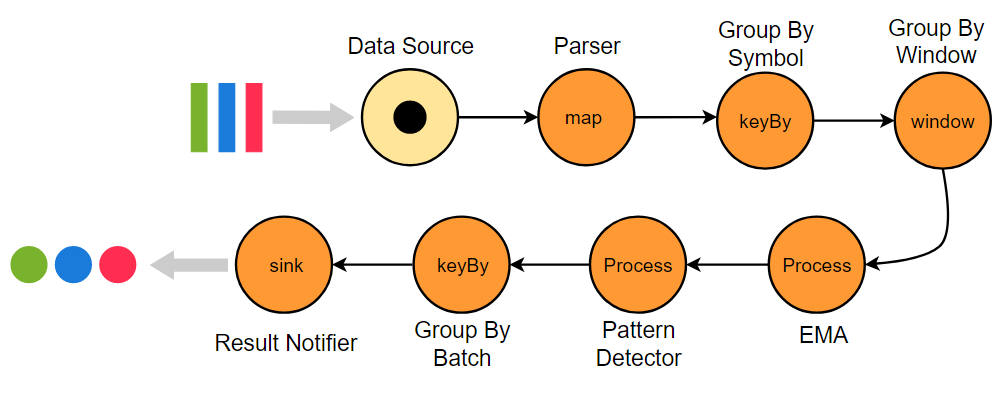 Data Source
Parser
Group By
Symbol
Group By
Window
map
keyBy
window
sink
keyBy
Process
Process
Result Notifier
Group By
Batch
Pattern
Detector
EMA